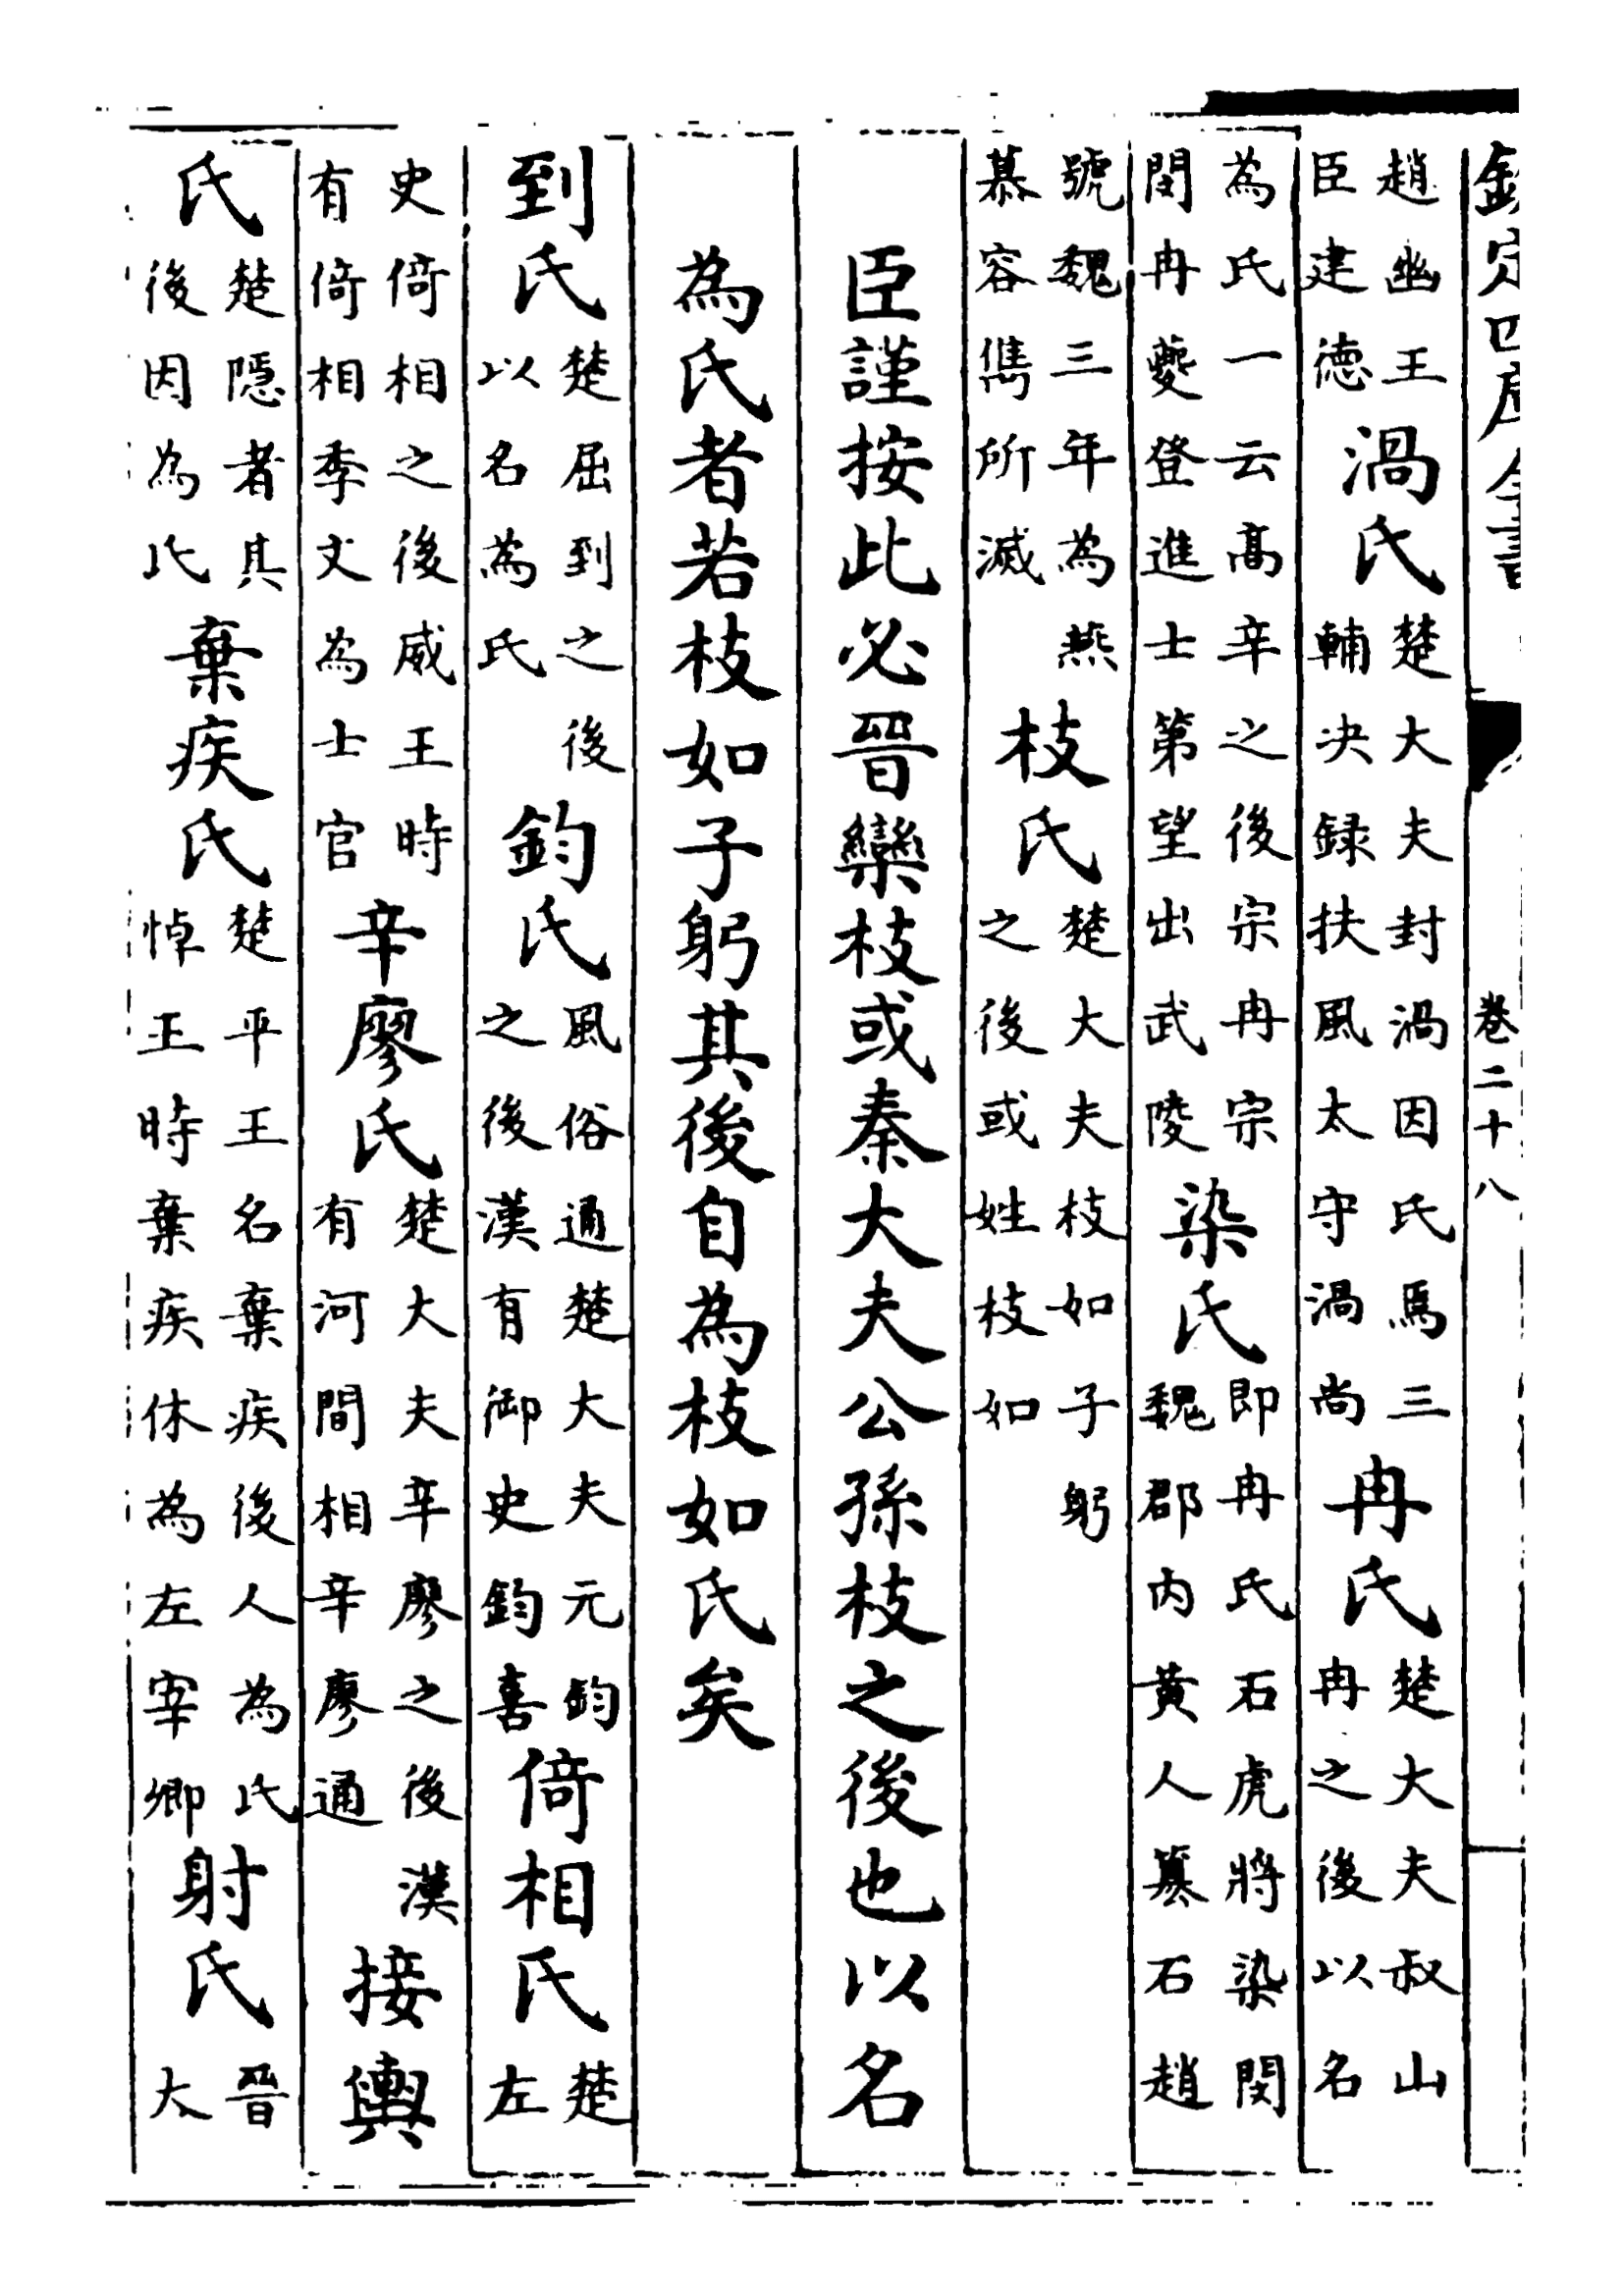 欽定四庫全書 卷二十八
趙幽王臣建德渦氏楚大夫封渦因氏焉三輔决録扶風太守渦尚冉氏楚大夫叔山冉之後以名
為氏一云高辛之後宗冉宗閔冉夔登進士第望出武陵染氏即冉氏石虎將染閔魏郡内黄人簒石趙
號魏三年為燕慕容儁所滅枝氏楚大夫枝如子躬之後或姓枝如
臣謹按此必晉欒枝或秦大夫公孫枝之後也以名
為氏者若枝如子躬其後自為枝如氏矣
到氏楚屈到之後以名為氏鈞氏風俗通楚大夫元鈞之後漢有御史鈞喜倚相氏楚左
史倚相之後威王時有倚相季文為士官辛廖氏楚大夫辛廖之後漢有河間相辛廖通接輿
氏楚隱者其後因為氏棄疾氏楚平王名棄疾後人為氏悼王時棄疾休為左宰卿射氏晉大